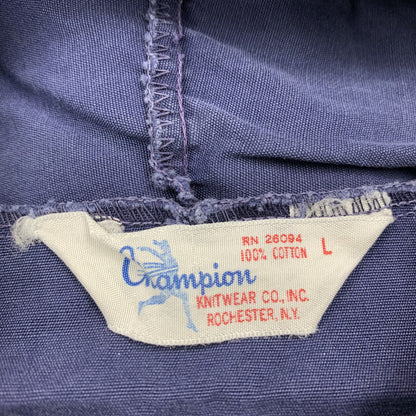 RN 26094
100% COTTON L
Champion
KNITWEAR CO., INC.
ROCHESTER, N.Y.